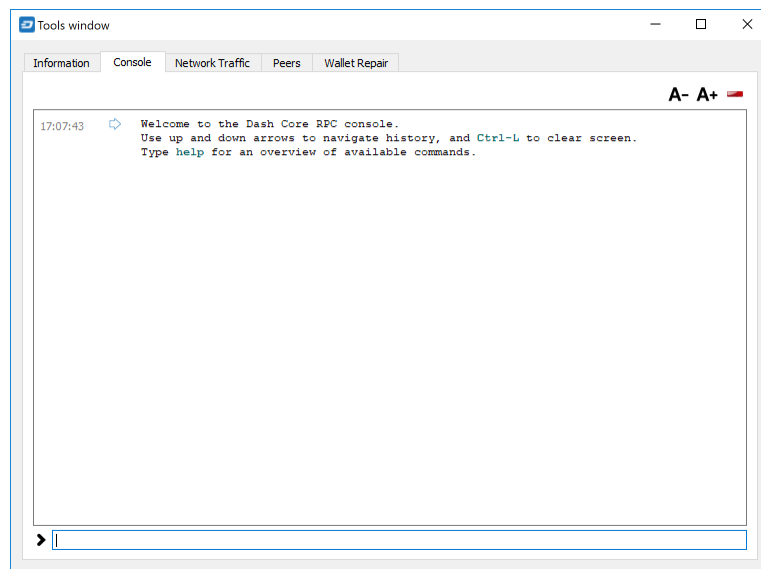 Tools window
Information Console Network Traffic Peers Wallet Repair
A- A+
17:07:43 Welcome to the Dash Core RPC console.
Use up and down arrows to navigate history, and Ctrl-L to clear screen.
Type help for an overview of available commands.